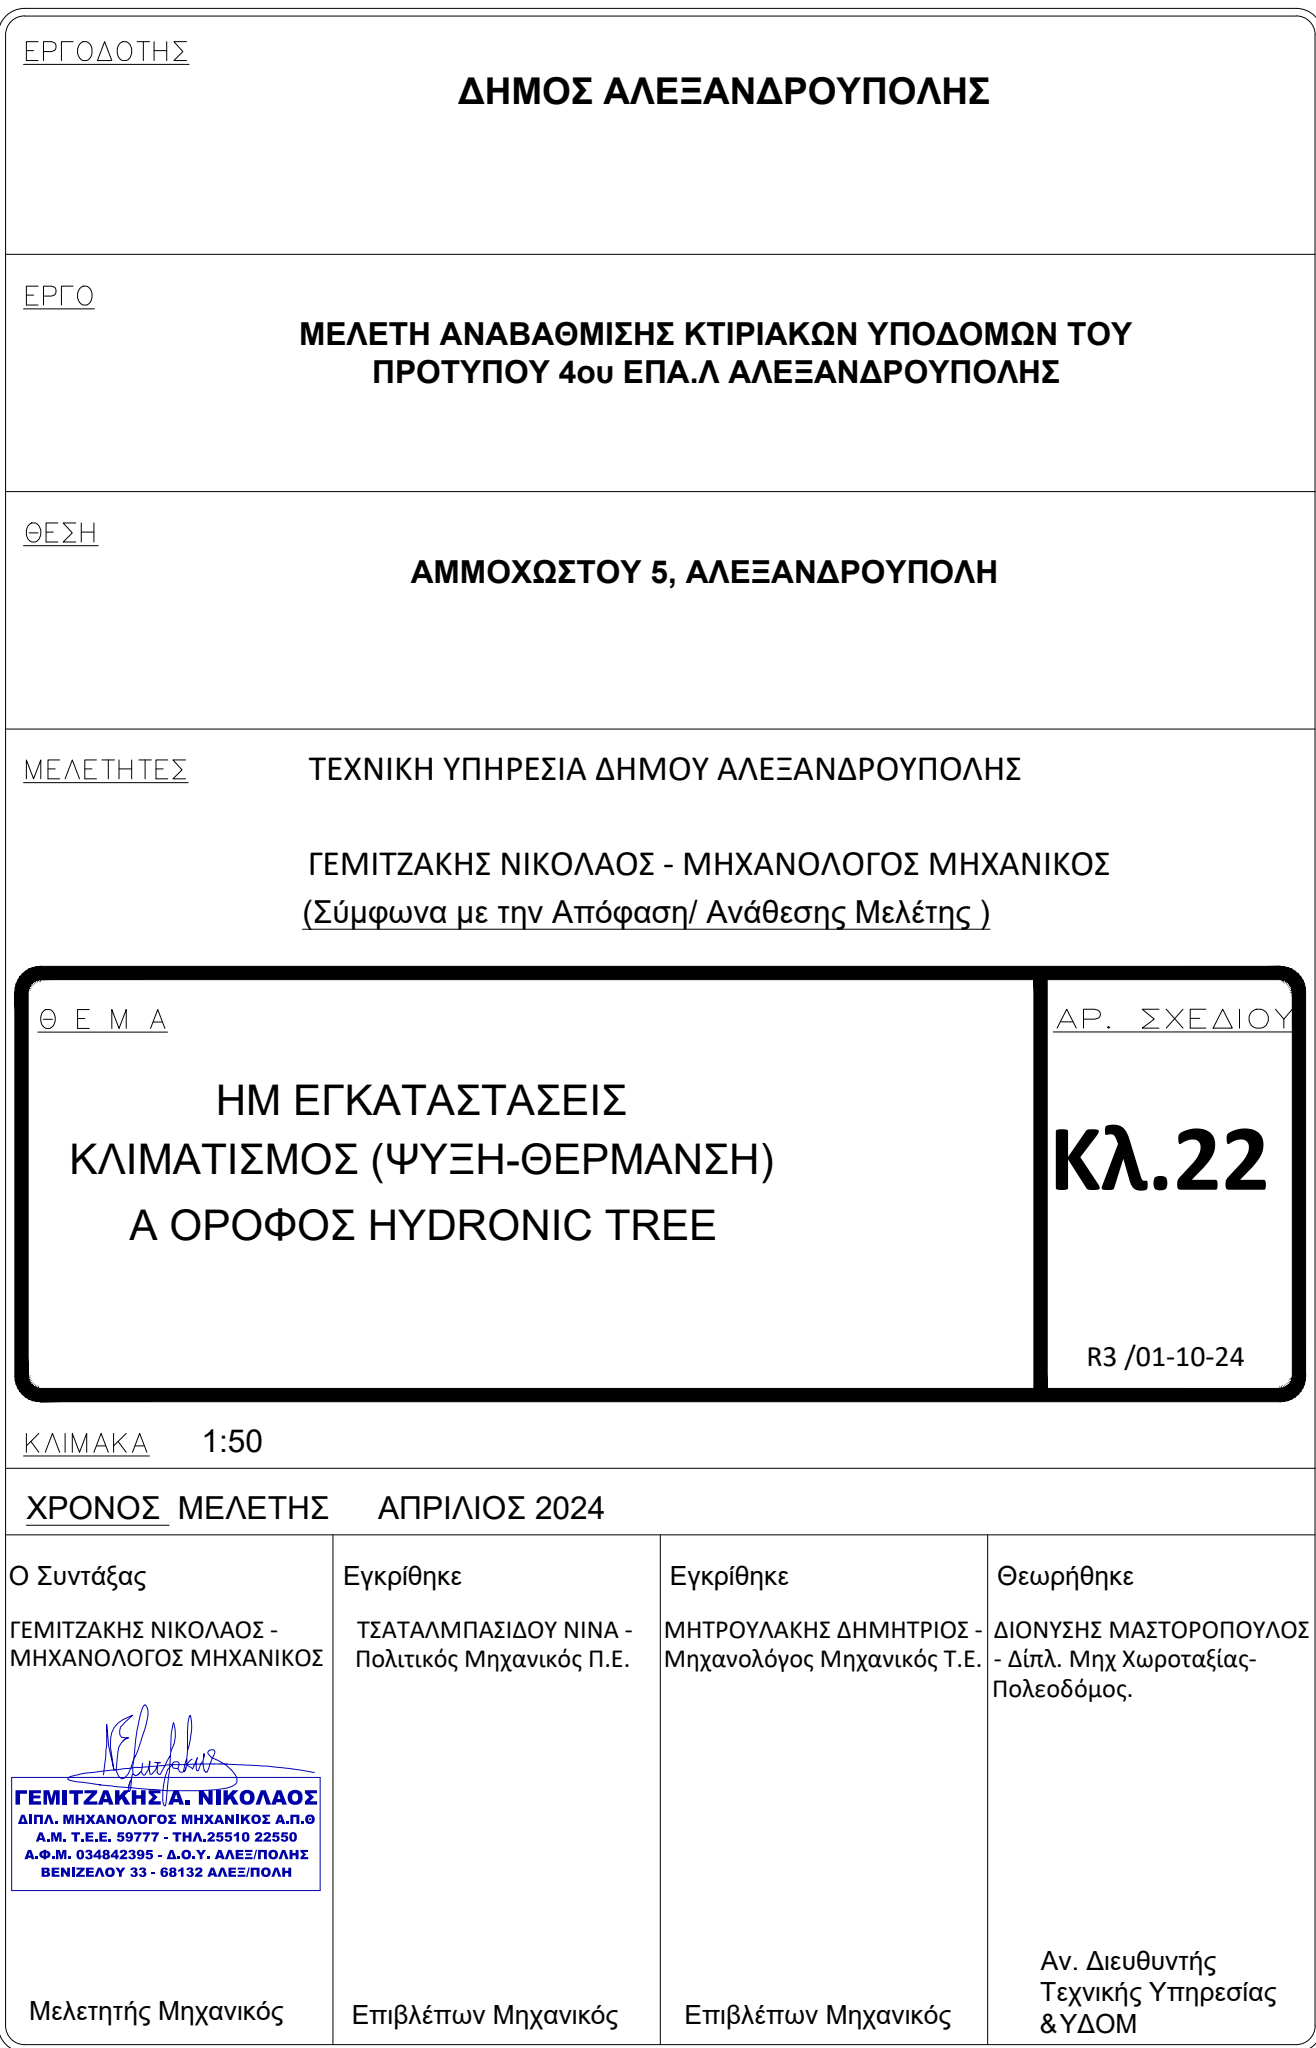 ΕΡΓΟΔΟΤΗΣ
ΔΗΜΟΣ ΑΛΕΞΑΝΔΡΟΥΠΟΛΗΣ
ΕΡΓΟ
ΜΕΛΕΤΗ ΑΝΑΒΑΘΜΙΣΗΣ ΚΤΙΡΙΑΚΩΝ ΥΠΟΔΟΜΩΝ ΤΟΥ
ΠΡΟΤΥΠΟΥ 4ου ΕΠΑ.Λ ΑΛΕΞΑΝΔΡΟΥΠΟΛΗΣ
ΘΕΣΗ
ΑΜΜΟΧΩΣΤΟΥ 5, ΑΛΕΞΑΝΔΡΟΥΠΟΛΗ
ΜΕΛΕΤΗΤΕΣ
ΤΕΧΝΙΚΗ ΥΠΗΡΕΣΙΑ ΔΗΜΟΥ ΑΛΕΞΑΝΔΡΟΥΠΟΛΗΣ
ΓΕΜΙΤΖΑΚΗΣ ΝΙΚΟΛΑΟΣ - ΜΗΧΑΝΟΛΟΓΟΣ ΜΗΧΑΝΙΚΟΣ
(Σύμφωνα με την Απόφαση/ Ανάθεσης Μελέτης )
Θ Ε Μ Α
ΗΜ ΕΓΚΑΤΑΣΤΑΣΕΙΣ
ΚΛΙΜΑΤΙΣΜΟΣ (ΨΥΞΗ-ΘΕΡΜΑΝΣΗ)
Α ΟΡΟΦΟΣ HYDRONIC TREE
ΑΡ. ΣΧΕΔΙΟΥ
Κλ.22
R3 /01-10-24
ΚΛΙΜΑΚΑ 1:50
ΧΡΟΝΟΣ ΜΕΛΕΤΗΣ ΑΠΡΙΛΙΟΣ 2024
Ο Συντάξας
ΓΕΜΙΤΖΑΚΗΣ ΝΙΚΟΛΑΟΣ -
ΜΗΧΑΝΟΛΟΓΟΣ ΜΗΧΑΝΙΚΟΣ
ΓΕΜΙΤΖΑΚΗΣ Α. ΝΙΚΟΛΑΟΣ
ΔΙΠΛ. ΜΗΧΑΝΟΛΟΓΟΣ ΜΗΧΑΝΙΚΟΣ Α.Π.Θ
Α.Μ. Τ.Ε.Ε. 59777 - ΤΗΛ.25510 22550
Α.Φ.Μ. 034842395 - Δ.Ο.Υ. ΑΛΕΞ/ΠΟΛΗΣ
ΒΕΝΙΖΕΛΟΥ 33 - 68132 ΑΛΕΞ/ΠΟΛΗ
Μελετητής Μηχανικός
Εγκρίθηκε
ΤΣΑΤΑΛΜΠΑΣΙΔΟΥ ΝΙΝΑ -
Πολιτικός Μηχανικός Π.Ε.
Επιβλέπων Μηχανικός
Εγκρίθηκε
ΜΗΤΡΟΥΛΑΚΗΣ ΔΗΜΗΤΡΙΟΣ -
Μηχανολόγος Μηχανικός Τ.Ε.
Επιβλέπων Μηχανικός
Θεωρήθηκε
ΔΙΟΝΥΣΗΣ ΜΑΣΤΟΡΟΠΟΥΛΟΣ
- Δίπλ. Μηχ Χωροταξίας-
Πολεοδόμος.
Αν. Διευθυντής
Τεχνικής Υπηρεσίας
&ΥΔΟΜ